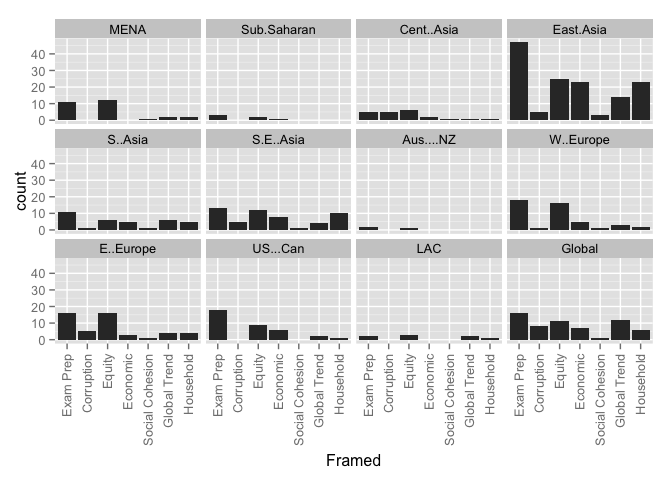 MENA Sub.Saharan Cent..Asia East.Asia
40
30
20
10
0
S..Asia S.E..Asia Aus....NZ W..Europe
40
30
20
10
0
E..Europe US...Can LAC Global
40
30
20
10
0
count
Exam Prep Corruption Equity Economic Social Cohesion Global Trend Household Exam Prep Corruption Equity Economic Social Cohesion Global Trend Household Exam Prep Corruption Equity Economic Social Cohesion Global Trend Household Exam Prep Corruption Equity Economic Social Cohesion Global Trend Household
Framed